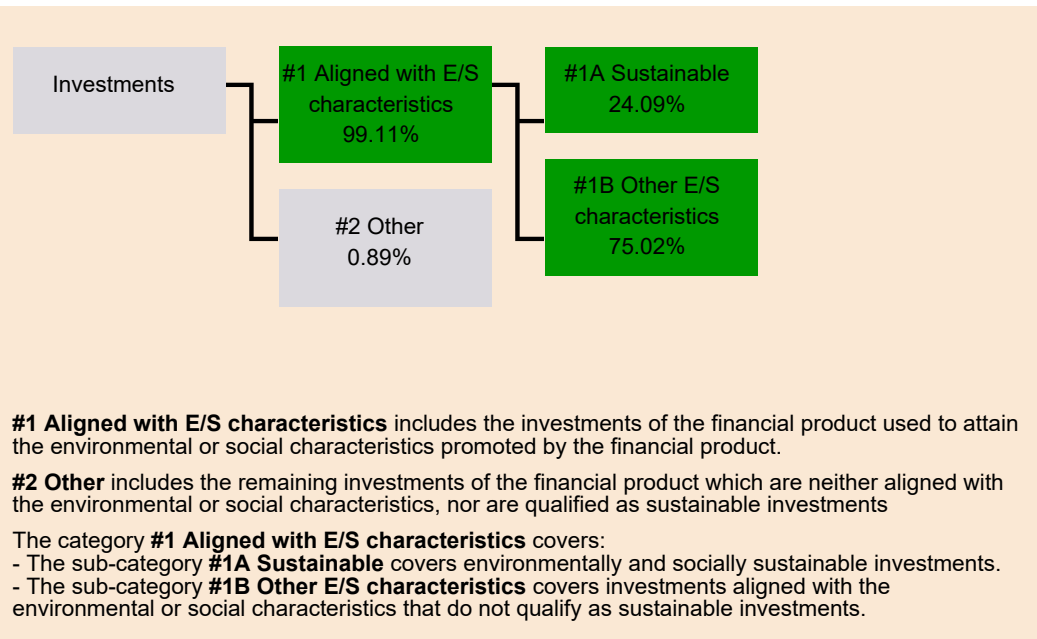 Investments
#1 Aligned with E/S
characteristics
99.11%
#1A Sustainable
24.09%
#1B Other E/S
characteristics
75.02%
#2 Other
0.89%
#1 Aligned with E/S characteristics includes the investments of the financial product used to attain
the environmental or social characteristics promoted by the financial product.
#2 Other includes the remaining investments of the financial product which are neither aligned with
the environmental or social characteristics, nor are qualified as sustainable investments
The category #1 Aligned with E/S characteristics covers:
- The sub-category #1A Sustainable covers environmentally and socially sustainable investments.
- The sub-category #1B Other E/S characteristics covers investments aligned with the
environmental or social characteristics that do not qualify as sustainable investments.